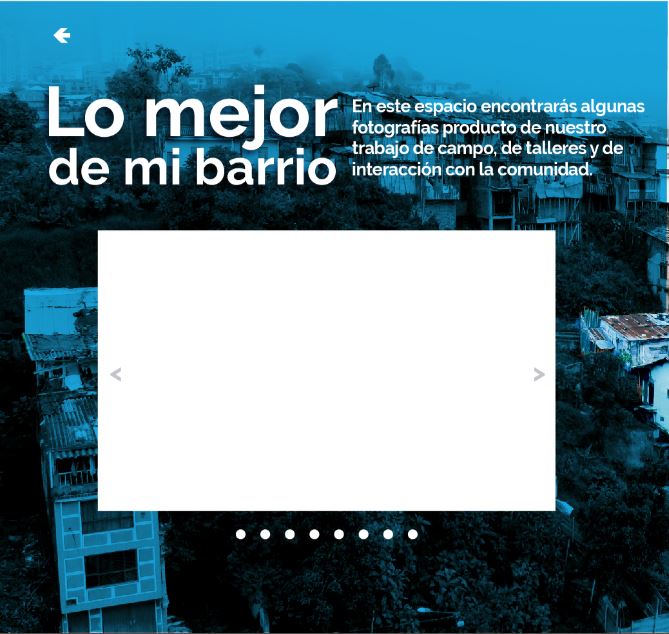 Lo mejor
de mi barrio
En este espacio encontrarás algunas
fotografías producto de nuestro
trabajo de campo, de talleres y de
interacción con la comunidad.